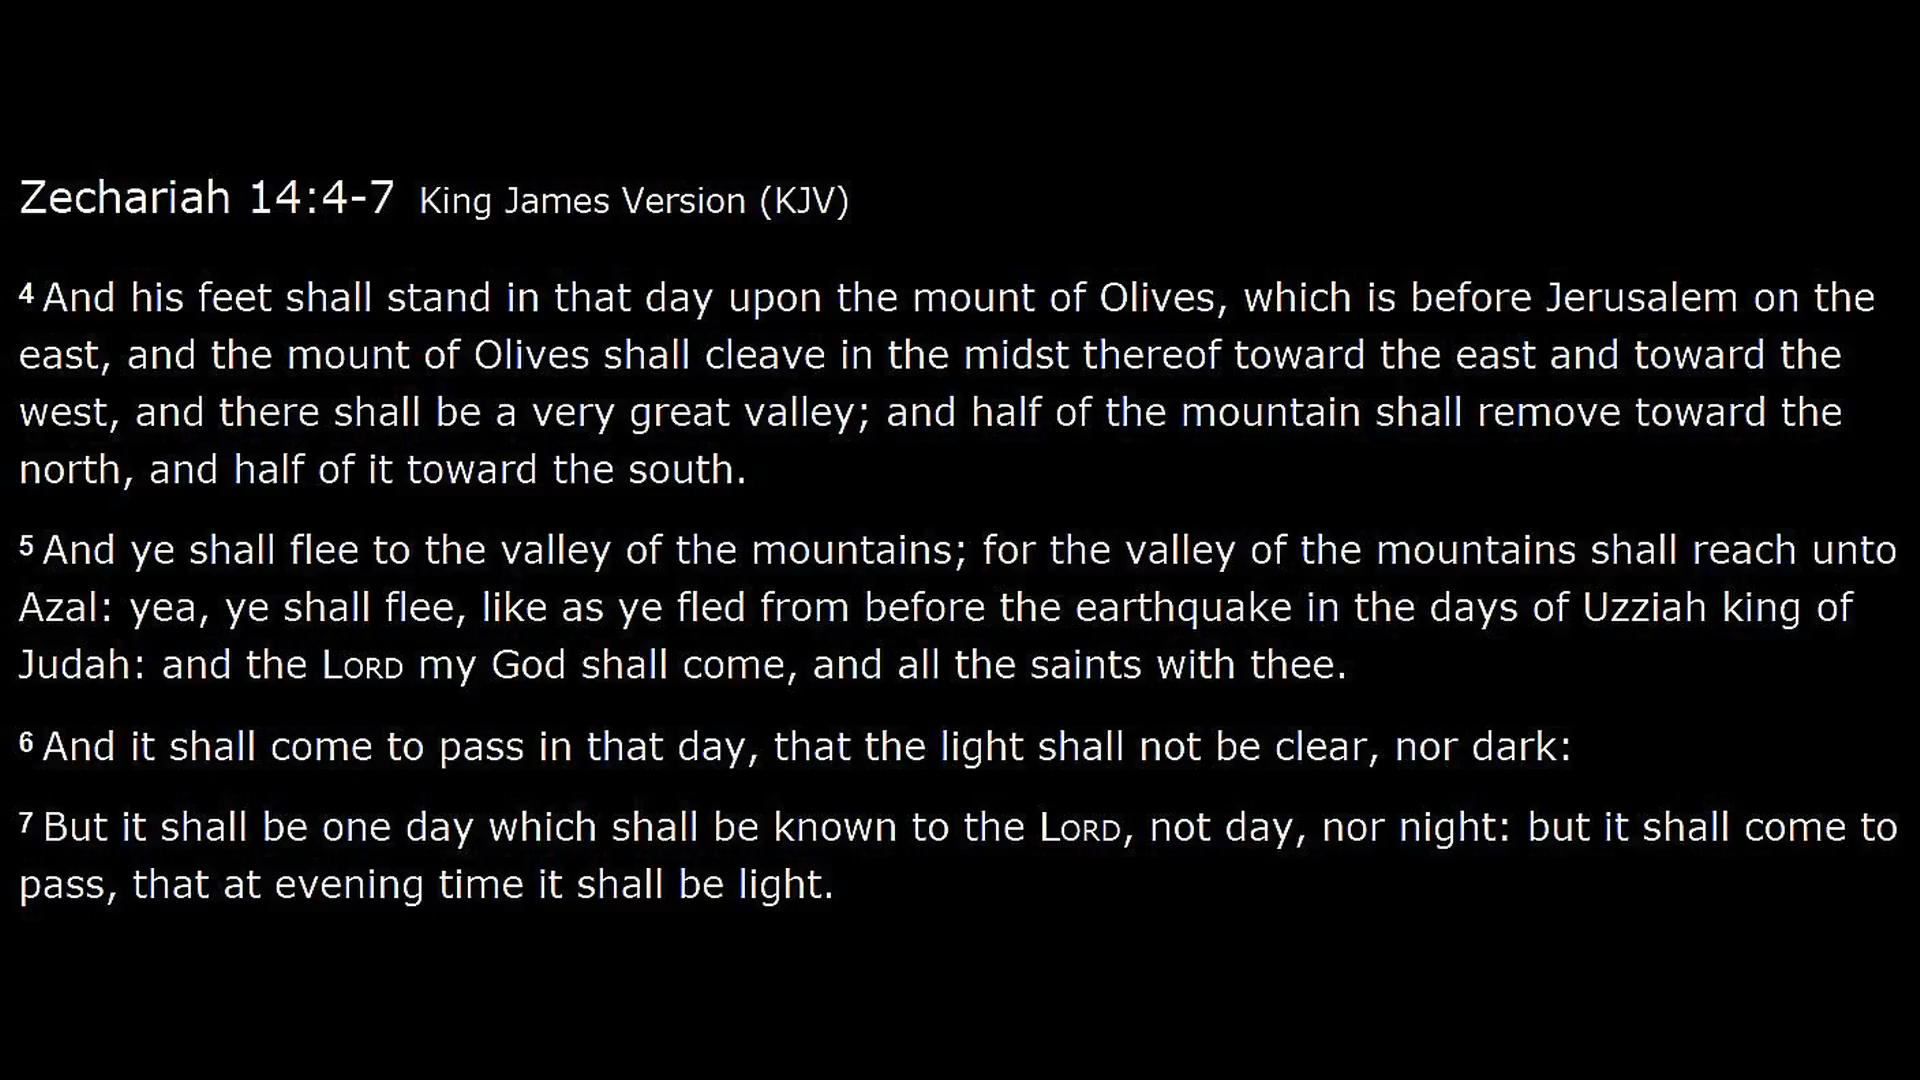 Zechariah 14:4-7 King James Version (KJV)
4 And his feet shall stand in that day upon the mount of Olives, which is before Jerusalem on the
east, and the mount of Olives shall cleave in the midst thereof toward the east and toward the
west, and there shall be a very great valley; and half of the mountain shall remove toward the
north, and half of it toward the south.
5 And ye shall flee to the valley of the mountains; for the valley of the mountains shall reach unto
Azal: yea, ye shall flee, like as ye fled from before the earthquake in the days of Uzziah king of
Judah: and the LORD my God shall come, and all the saints with thee.
6 And it shall come to pass in that day, that the light shall not be clear, nor dark:
7 But it shall be one day which shall be known to the LORD, not day, nor night: but it shall come to
pass, that at evening time it shall be light.